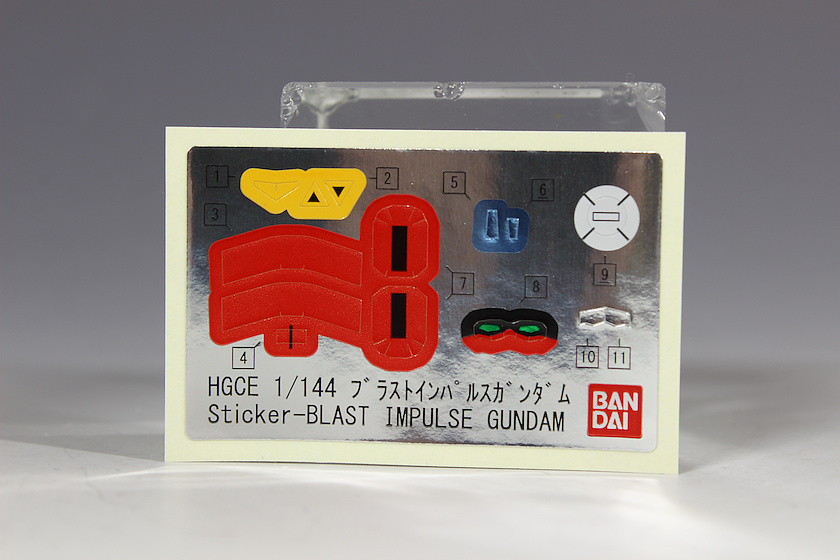 1
2
3
4
5
6
7
8
9
10 11
HGCE 1/144 ﾌﾞﾗｽﾄｲﾝﾊﾟﾙｽｶﾞﾝﾀﾞﾑ
Sticker-BLAST IMPULSE GUNDAM
BAN
DAI